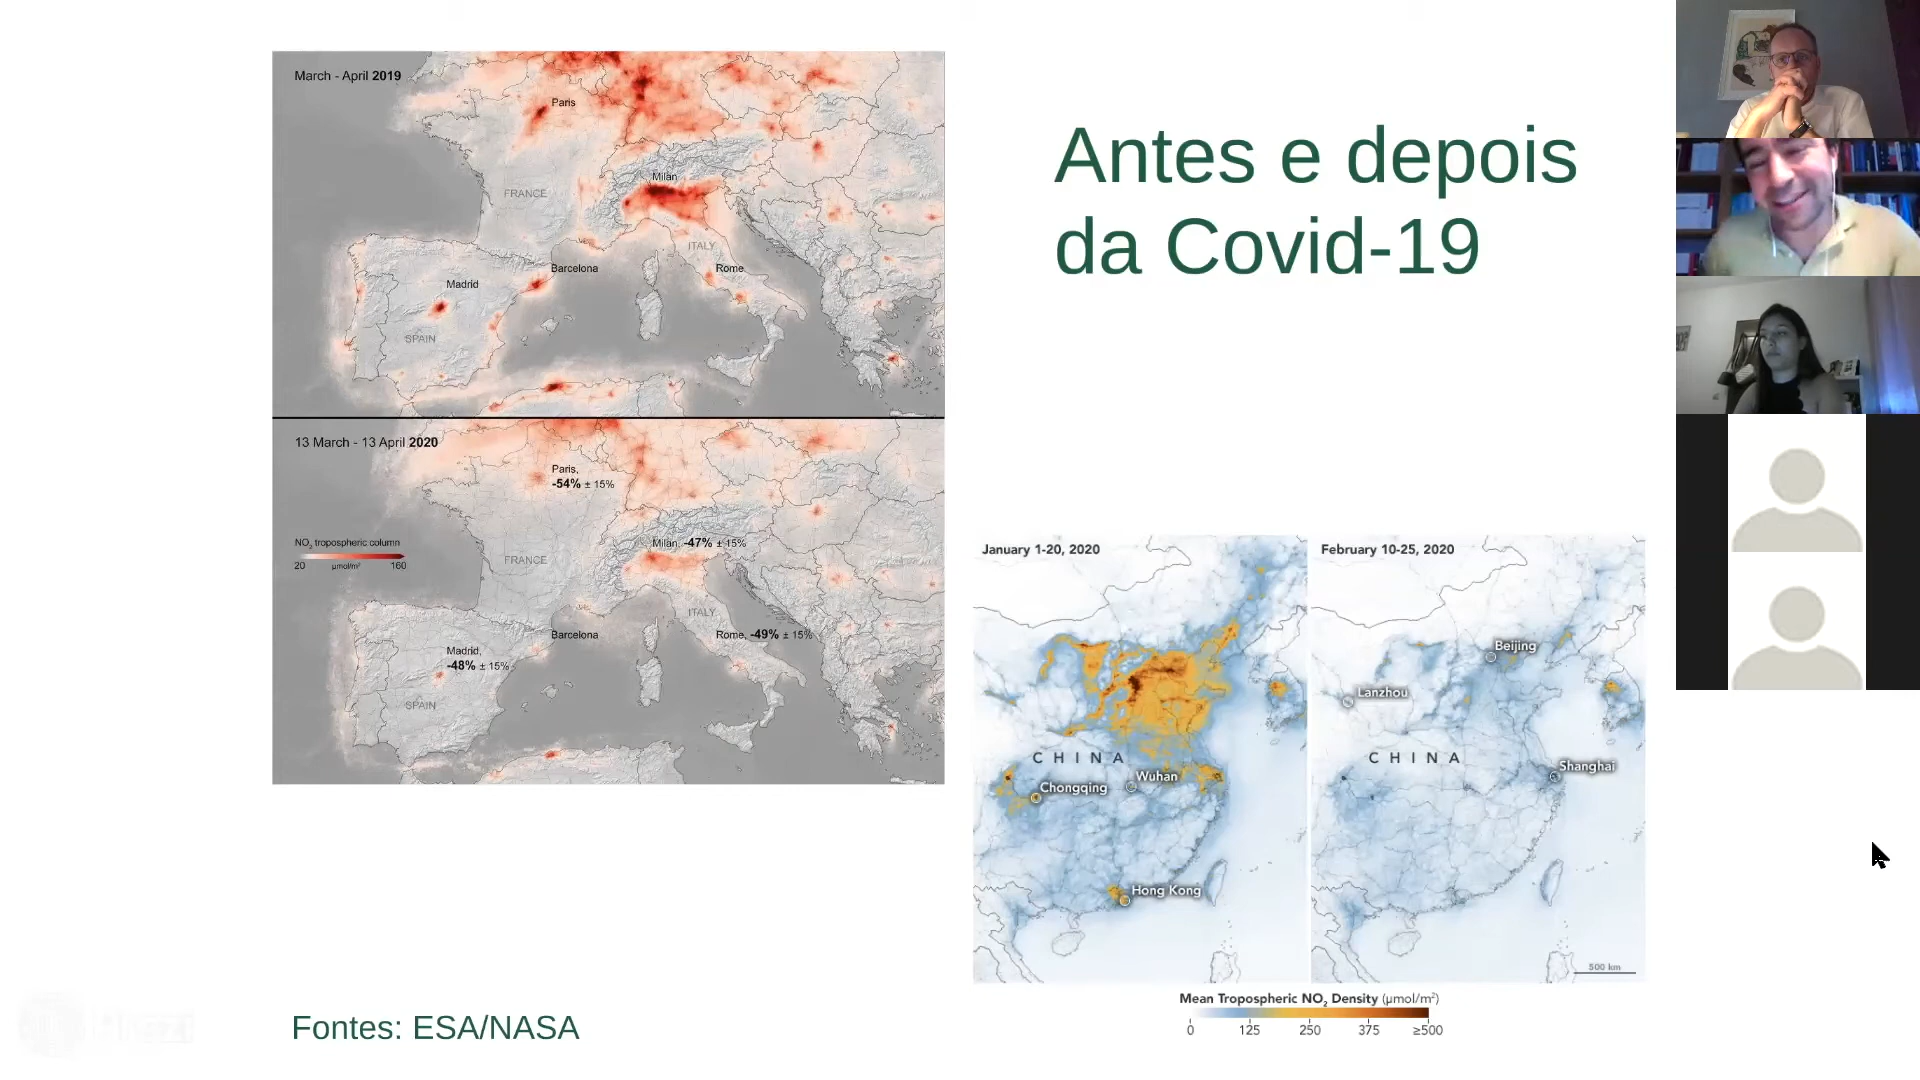 Antes e depois
da Covid-19
March - April 2019
Paris
FRANCE
Milan
ITALY
Barcelona
Rome
Madrid
SPAIN
13 March - 13 April 2020
Paris,
-54% ± 15%
NO2 tropospheric column
20 µmol/m² 160
Milan, -47% ± 15%
FRANCE
ITALY
Barcelona
Rome, -49% ± 15%
Madrid,
-48% ± 15%
SPAIN
January 1-20, 2020
CHINA
Wuhan
Chongqing
Hong Kong
February 10-25, 2020
Beijing
Lanzhou
CHINA
Shanghai
500 km
Mean Tropospheric NO2 Density (µmol/m²)
0 125 250 375 ≥500
Fontes: ESA/NASA